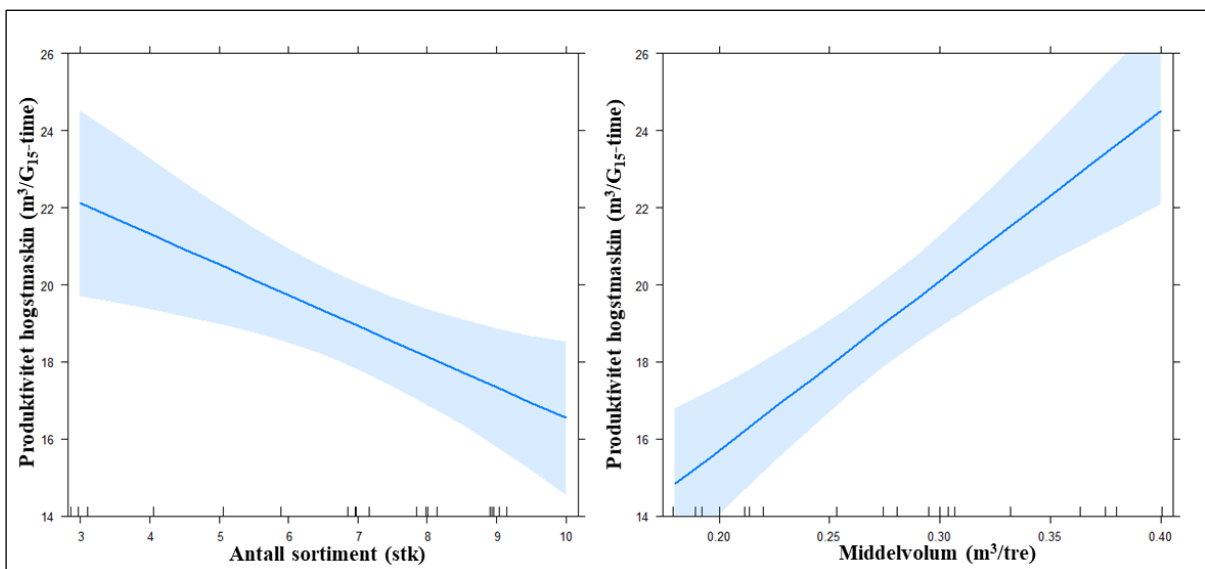 Produktivitet hogstmaskin (m³/G₁₅-time)
26
24
22
20
18
16
14
3 4 5 6 7 8 9 10
Antall sortiment (stk)
Produktivitet hogstmaskin (m³/G₁₅-time)
26
24
22
20
18
16
14
0.20 0.25 0.30 0.35 0.40
Middelvolum (m³/tre)